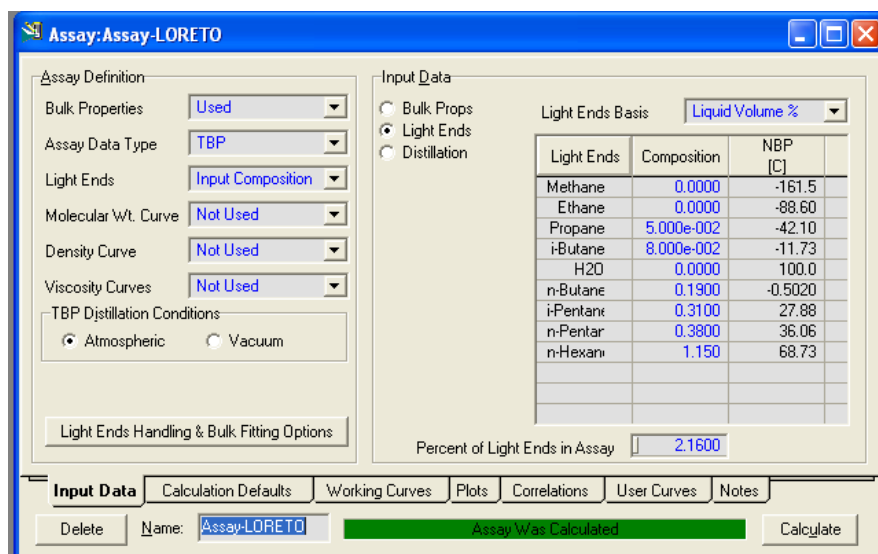 Assay:Assay-LORETO
Assay Definition
Bulk Properties Used
Assay Data Type TBP
Light Ends Input Composition
Molecular Wt. Curve Not Used
Density Curve Not Used
Viscosity Curves Not Used
TBP Distillation Conditions
Atmospheric Vacuum
Light Ends Handling & Bulk Fitting Options
Input Data
Bulk Props
Light Ends
Distillation
Light Ends Basis Liquid Volume %
Light Ends Composition NBP [C]
Methane 0.0000 -161.5
Ethane 0.0000 -88.60
Propane 5.000e-002 -42.10
i-Butane 8.000e-002 -11.73
H2O 0.0000 100.0
n-Butane 0.1900 -0.5020
i-Pentane 0.3100 27.88
n-Pentar 0.3800 36.06
n-Hexan 1.150 68.73
Percent of Light Ends in Assay 2.1600
Input Data Calculation Defaults Working Curves Plots Correlations User Curves Notes
Delete Name: Assay-LORETO Assay Was Calculated Calculate